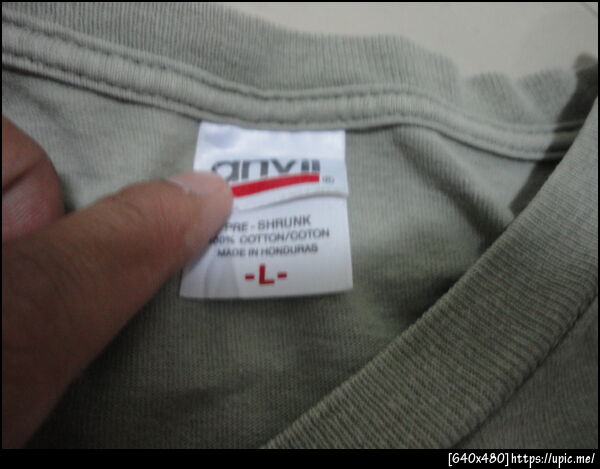 anvil®
PRE-SHRUNK
100% COTTON/COTON
MADE IN HONDURAS
-L-
[640x480]https://upic.me/